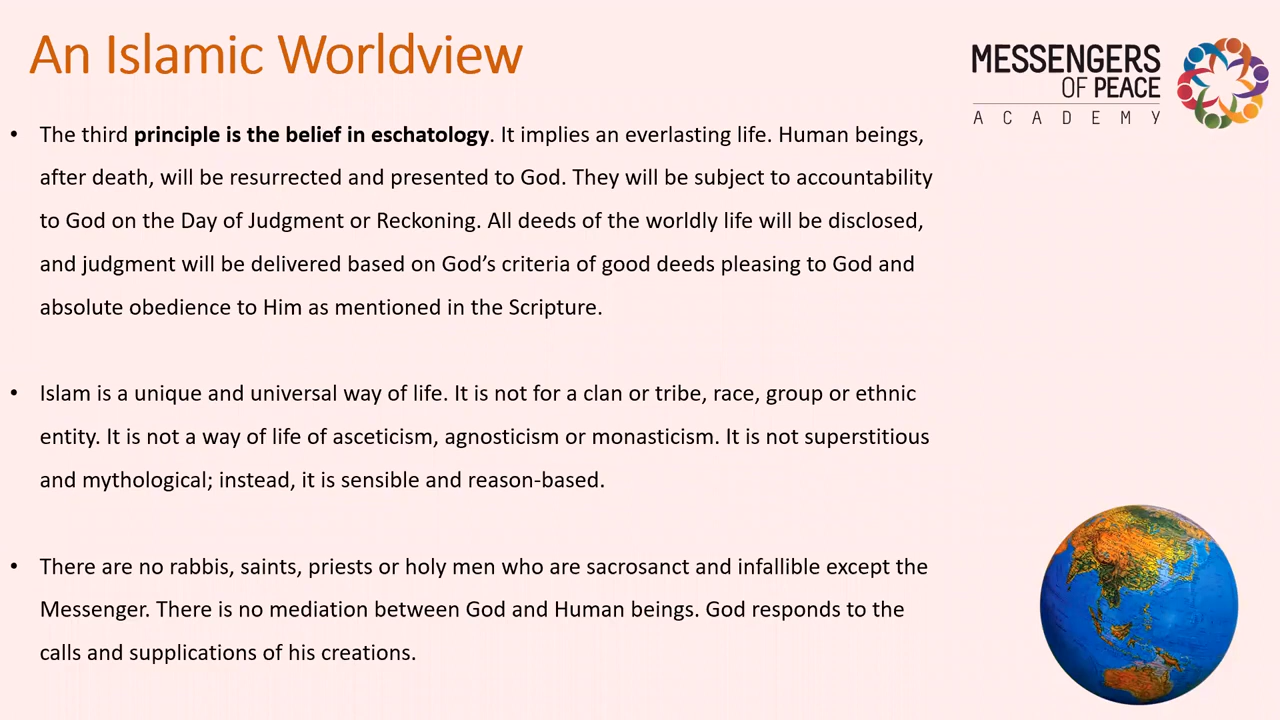 An Islamic Worldview
MESSENGERS
OF PEACE
ACADEMY
• The third principle is the belief in eschatology. It implies an everlasting life. Human beings,
after death, will be resurrected and presented to God. They will be subject to accountability
to God on the Day of Judgment or Reckoning. All deeds of the worldly life will be disclosed,
and judgment will be delivered based on God’s criteria of good deeds pleasing to God and
absolute obedience to Him as mentioned in the Scripture.
• Islam is a unique and universal way of life. It is not for a clan or tribe, race, group or ethnic
entity. It is not a way of life of asceticism, agnosticism or monasticism. It is not superstitious
and mythological; instead, it is sensible and reason-based.
• There are no rabbis, saints, priests or holy men who are sacrosanct and infallible except the
Messenger. There is no mediation between God and Human beings. God responds to the
calls and supplications of his creations.